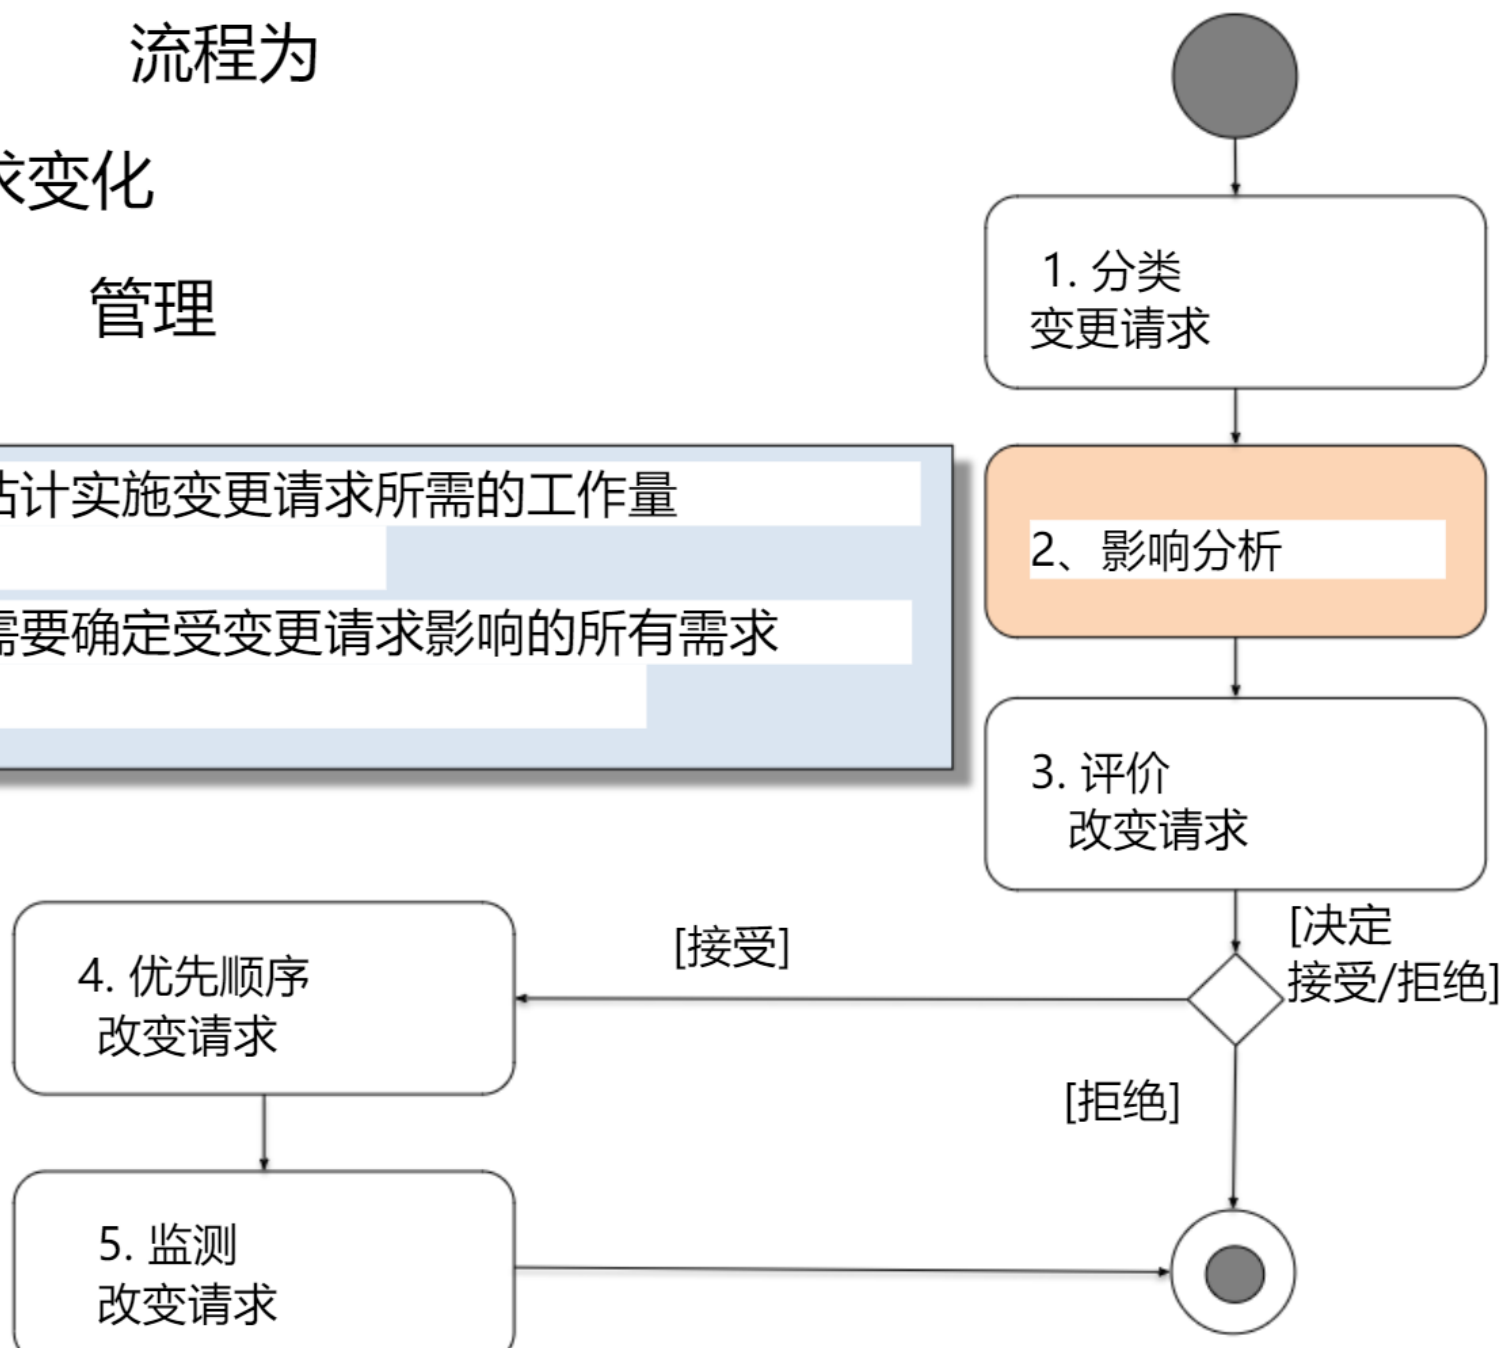 流程为
求变化
管理
1. 分类
变更请求
估计实施变更请求所需的工作量
需要确定受变更请求影响的所有需求
2、影响分析
3. 评价
改变请求
[决定
接受/拒绝]
[接受]
4. 优先顺序
改变请求
[拒绝]
5. 监测
改变请求